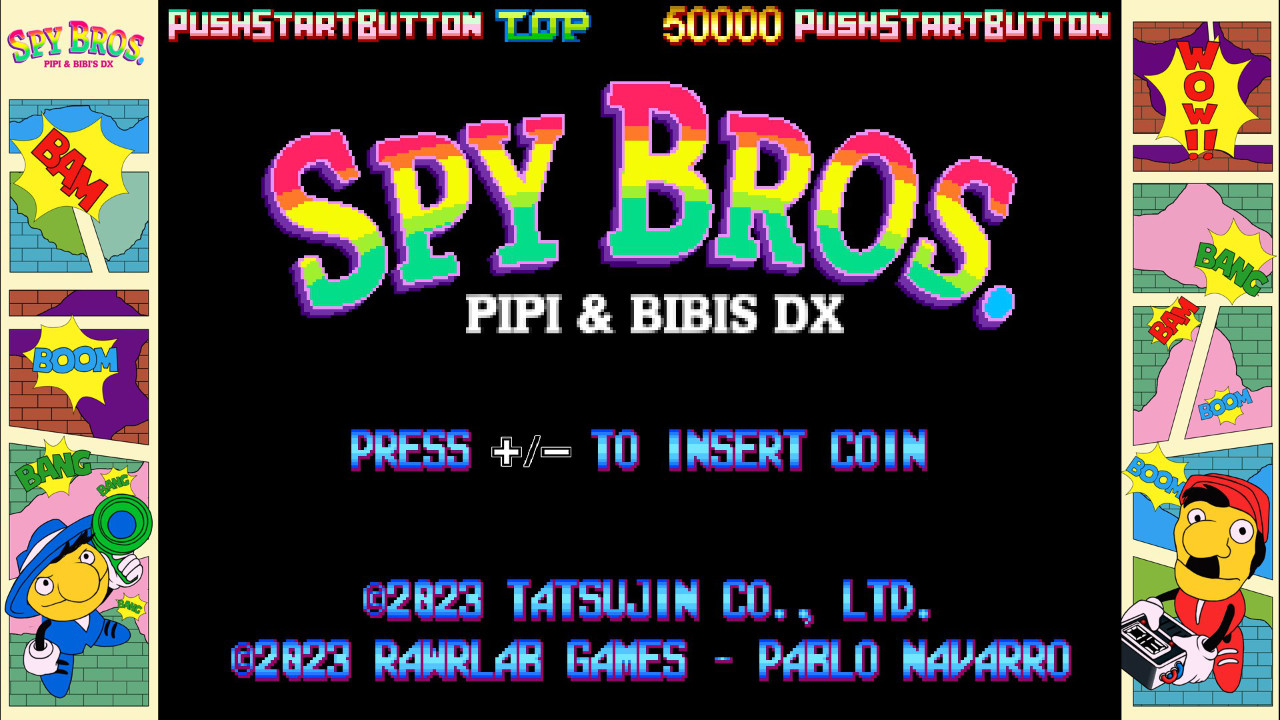 PUSHSTARTBUTTON TOP 50000 PUSHSTARTBUTTON
SPY BROS.
PIPI & BIBI'S DX
BAM
BOOM
BANG
BANG
BANG
SPY BROS.
PIPI & BIBIS DX
PRESS +/- TO INSERT COIN
©2023 TATSUJIN CO., LTD.
©2023 RAWRLAB GAMES - PABLO NAVARRO
WOW!!
BANG
BAM
BOOM
BOOM